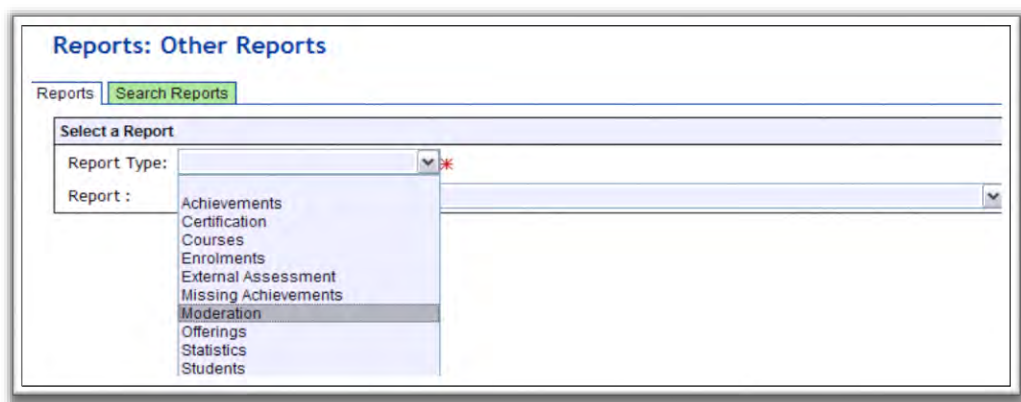 Reports: Other Reports
Reports Search Reports
Select a Report
Report Type: *
Report :
Achievements
Certification
Courses
Enrolments
External Assessment
Missing Achievements
Moderation
Offerings
Statistics
Students